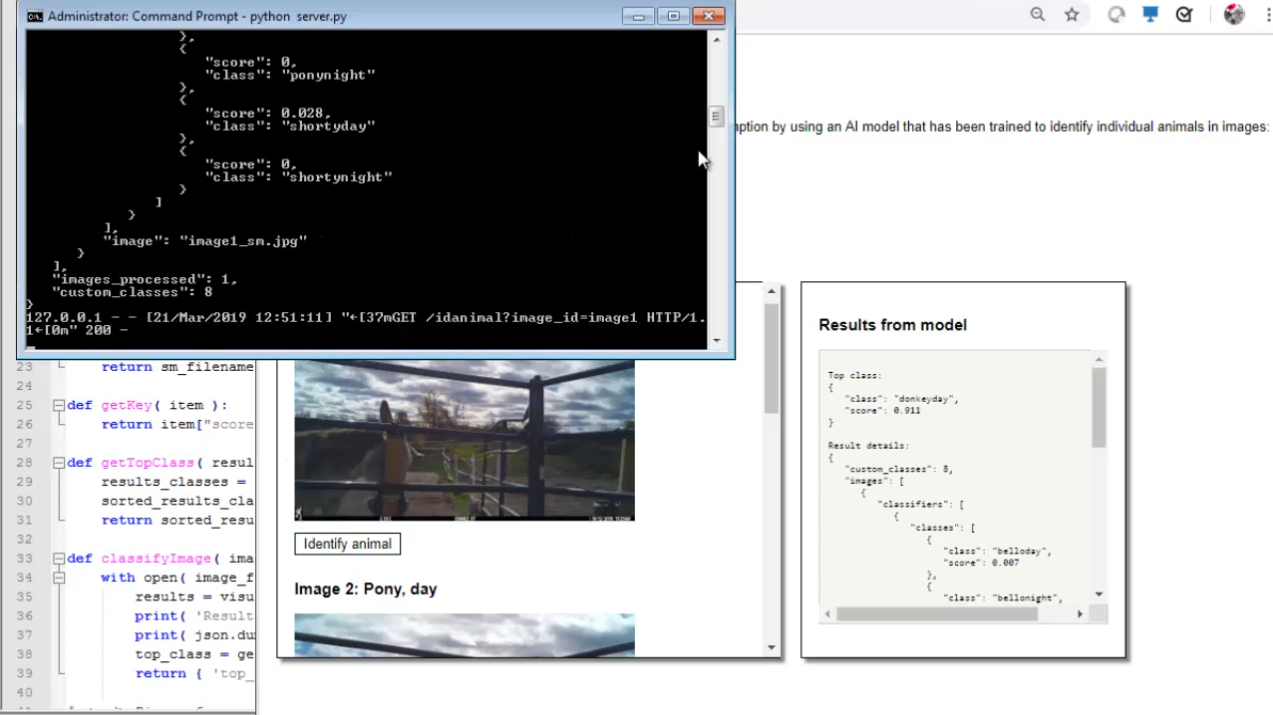 Administrator: Command Prompt - python server.py
},
{
"score": 0,
"class": "ponynight"
},
{
"score": 0.028,
"class": "shortyday"
},
{
"score": 0,
"class": "shortynight"
}
]
}
],
"image": "image1_sm.jpg"
}
],
"images_processed": 1,
"custom_classes": 8
}
127.0.0.1 - - [21/Mar/2019 12:51:11] "←[37mGET /idanimal?image_id=image1 HTTP/1.
1←[0m" 200 -
ption by using an AI model that has been trained to identify individual animals in images:
23 return sm_filename
24
25 def getKey( item ):
26 return item["score
27
28 def getTopClass( resul
29 results_classes =
30 sorted_results_cla
31 return sorted_resu
32
33 def classifyImage( ima
34 with open( image_f
35 results = visu
36 print( 'Result
37 print( json.du
38 top_class = ge
39 return { 'top_
40
Identify animal
Image 2: Pony, day
Results from model
Top class:
{
"class": "donkeyday",
"score": 0.911
}
Result details:
{
"custom_classes": 8,
"images": [
{
"classifiers": [
{
"classes": [
{
"class": "belloday",
"score": 0.007
},
{
"class": "bellonight",